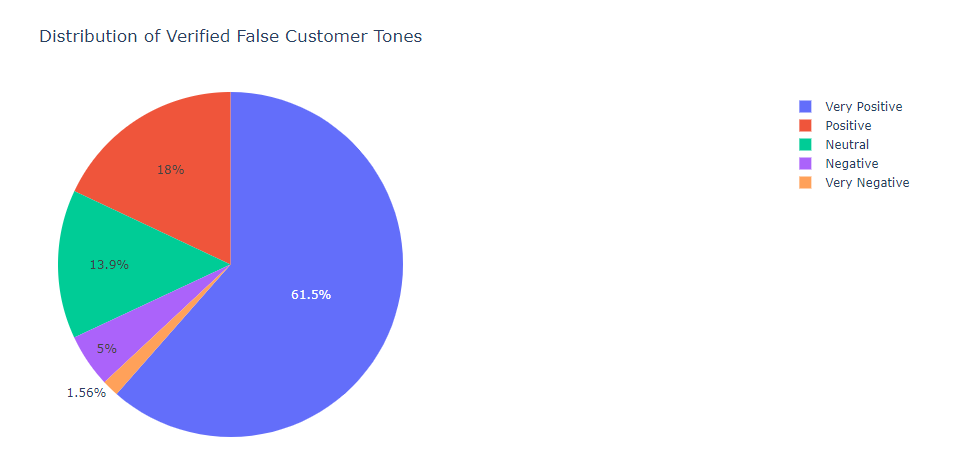 Distribution of Verified False Customer Tones
Very Positive
Positive
Neutral
Negative
Very Negative
18%
13.9%
61.5%
5%
1.56%